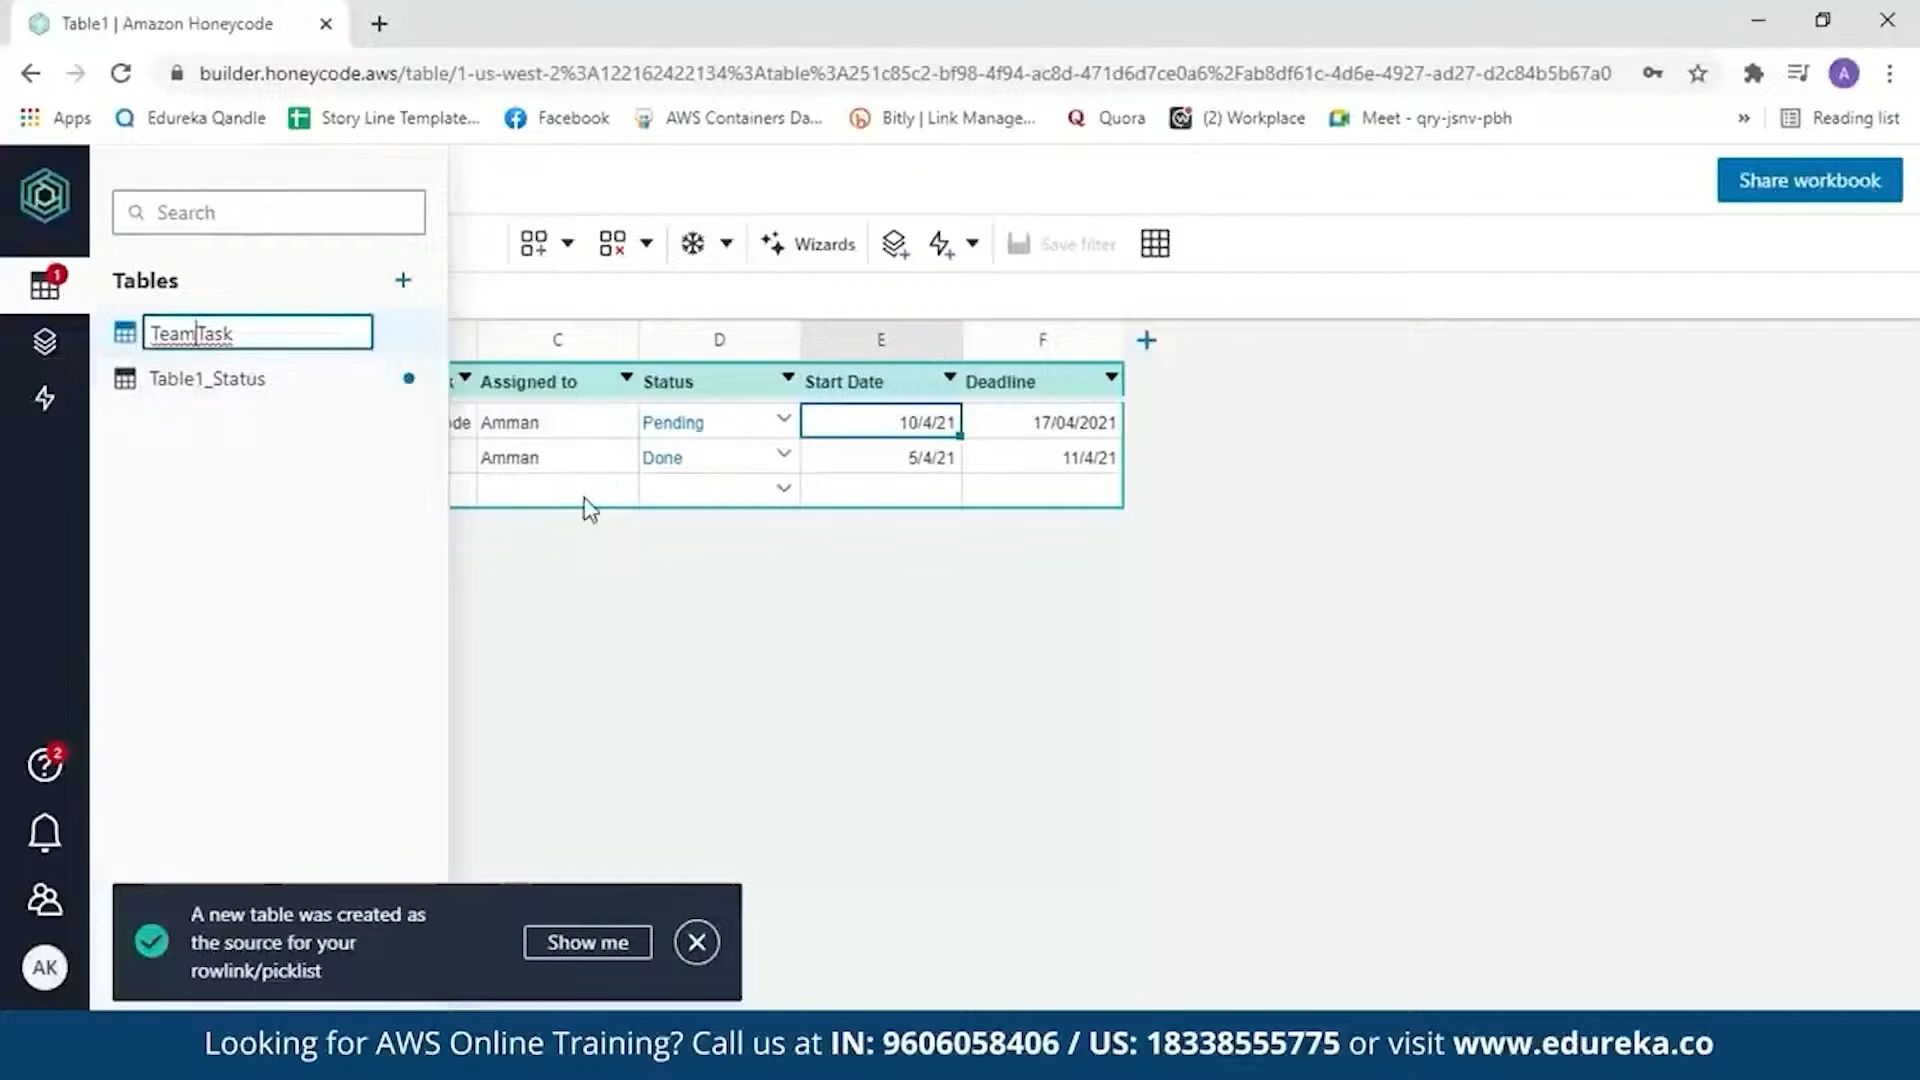 Table1 | Amazon Honeycode
builder.honeycode.aws/table/1-us-west-2%3A122162422134%3Atable%3A251c85c2-bf98-4f94-ac8d-471d6d7ce0a6%2Fab8df61c-4d6e-4927-ad27-d2c84b5b67a0
A
Apps Edureka Qandle Story Line Template... Facebook AWS Containers Da... Bitly | Link Manage... Quora (2) Workplace Meet - qry-jsnv-pbh » Reading list
Share workbook
Search
Wizards Save filter
Tables
1
TeamTask
Table1_Status
C D E F
Assigned to Status Start Date Deadline
ode Amman Pending 10/4/21 17/04/2021
Amman Done 5/4/21 11/4/21
2
AK
A new table was created as
the source for your
rowlink/picklist
Show me
Looking for AWS Online Training? Call us at IN: 9606058406 / US: 18338555775 or visit www.edureka.co